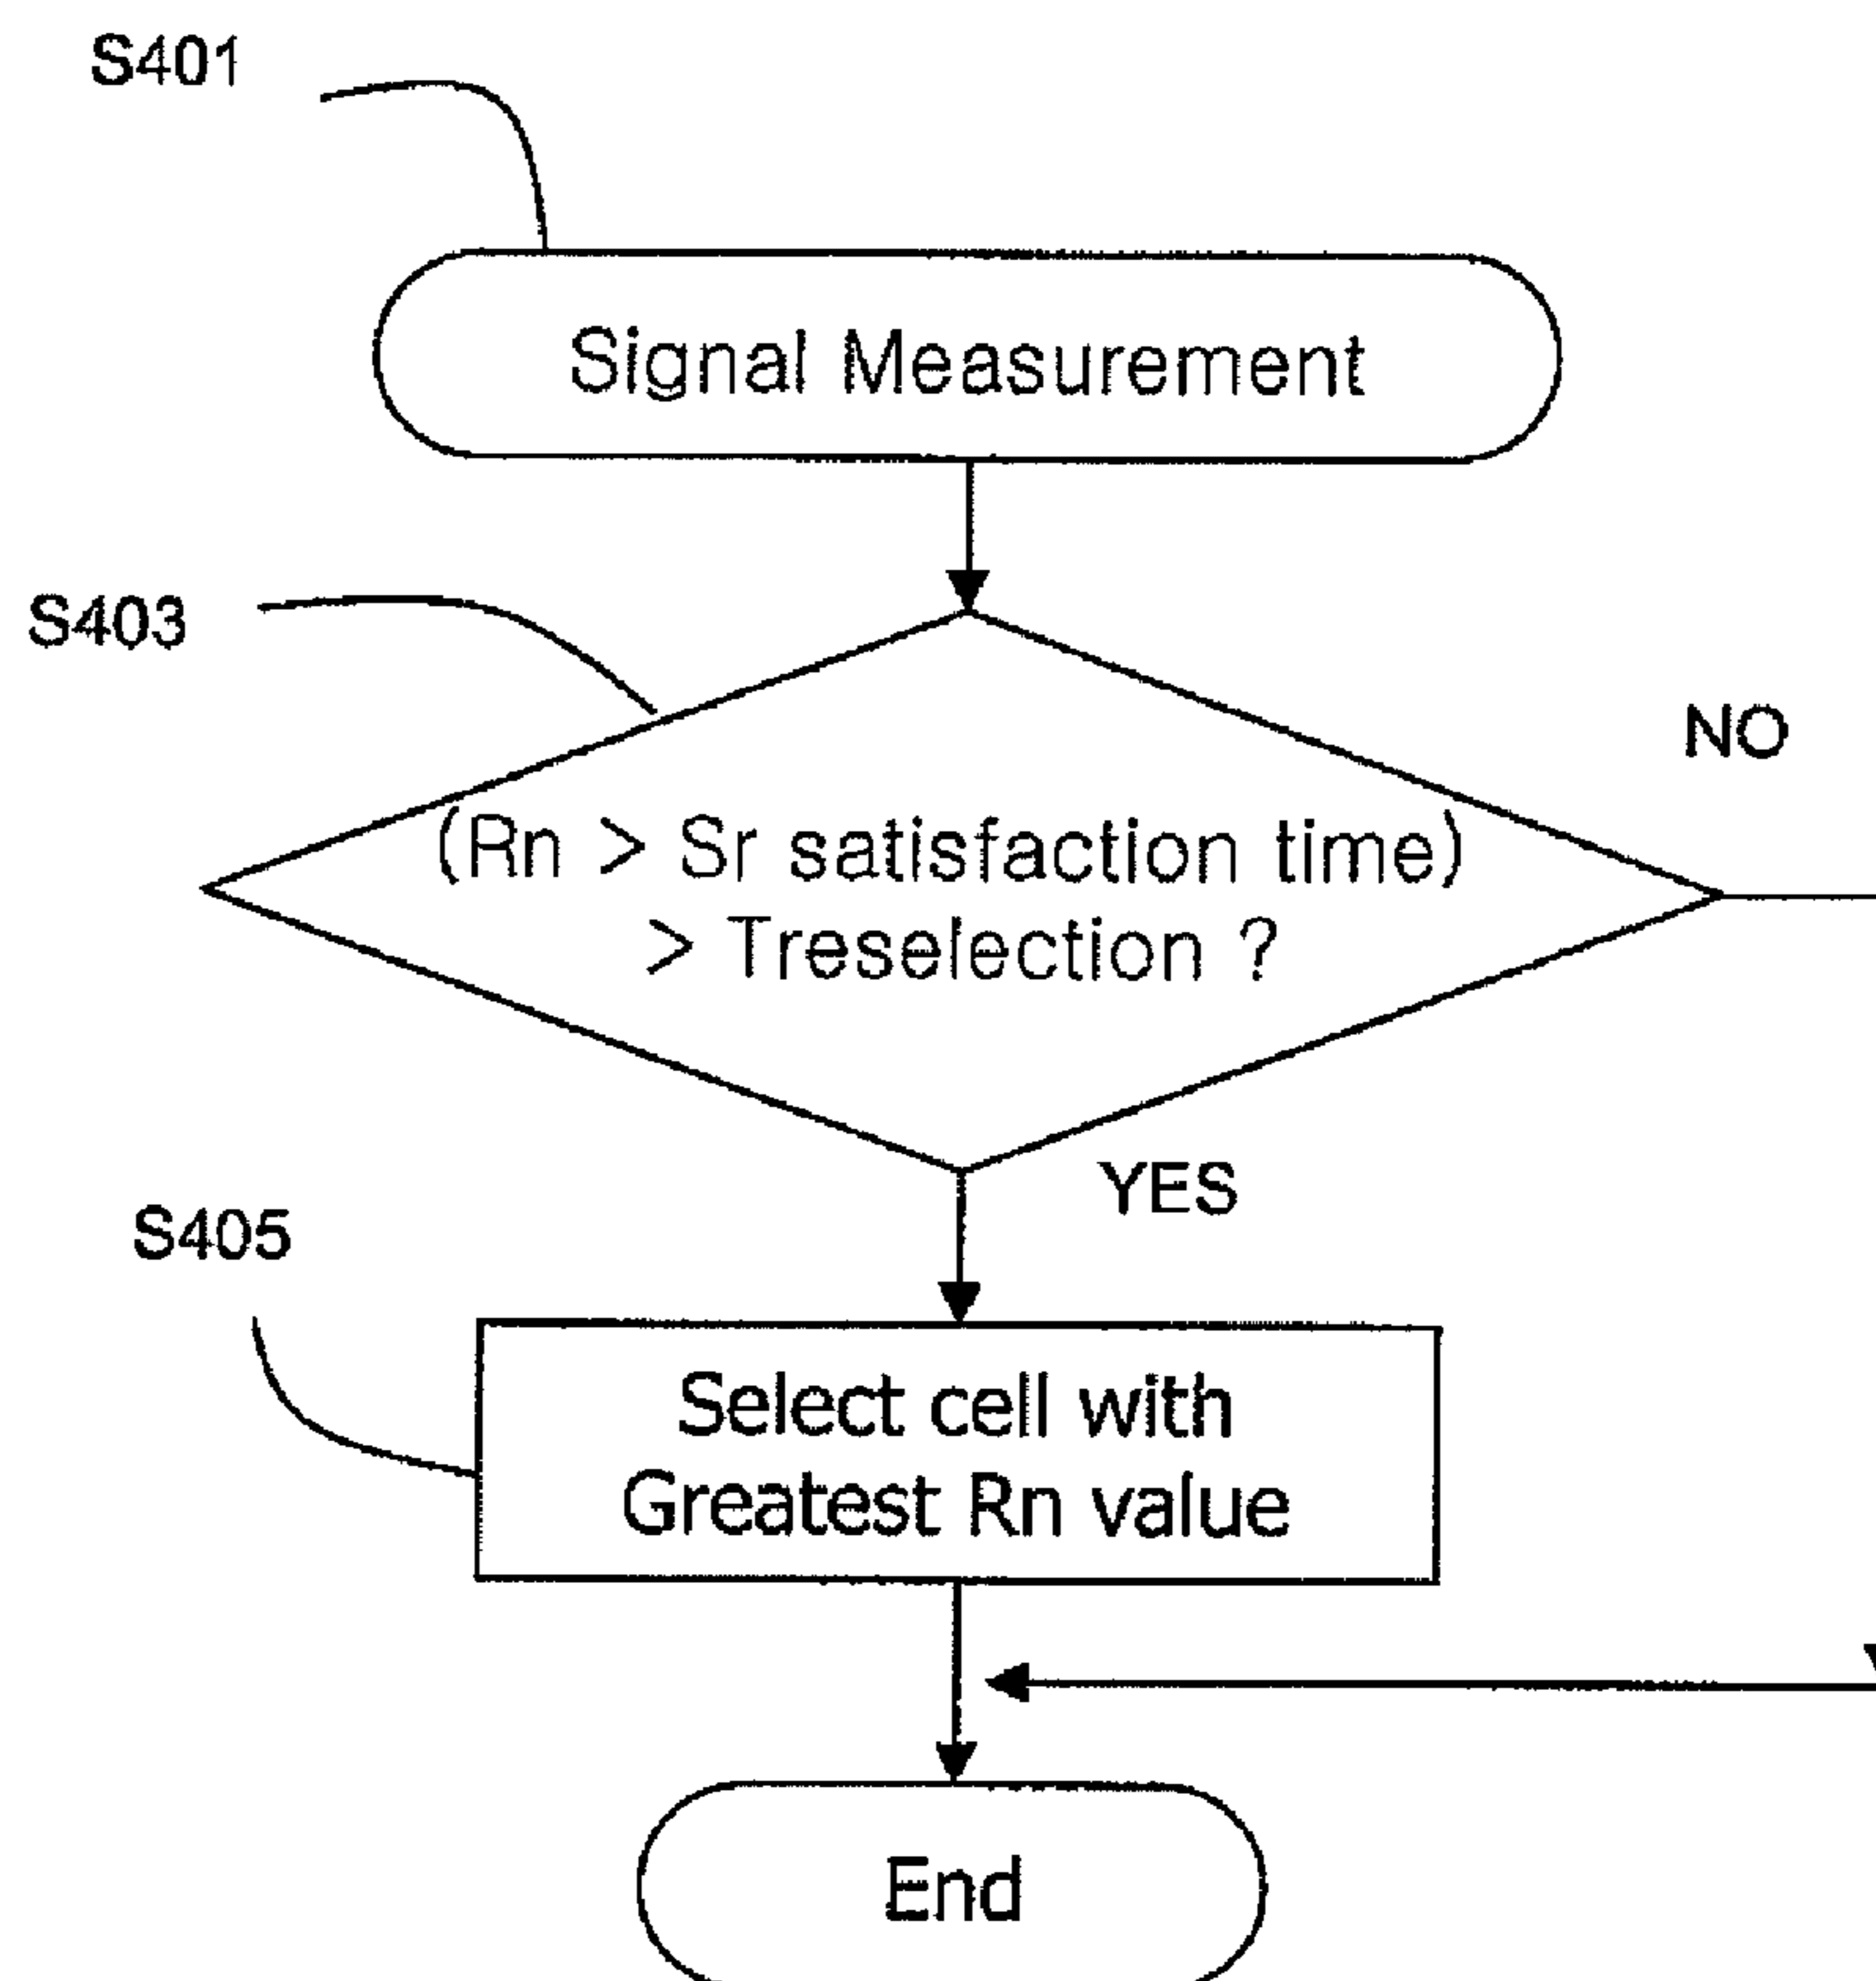 S401
Signal Measurement
S403
NO
(Rn > Sr satisfaction time)
> Treselection ?
YES
S405
Select cell with
Greatest Rn value
End